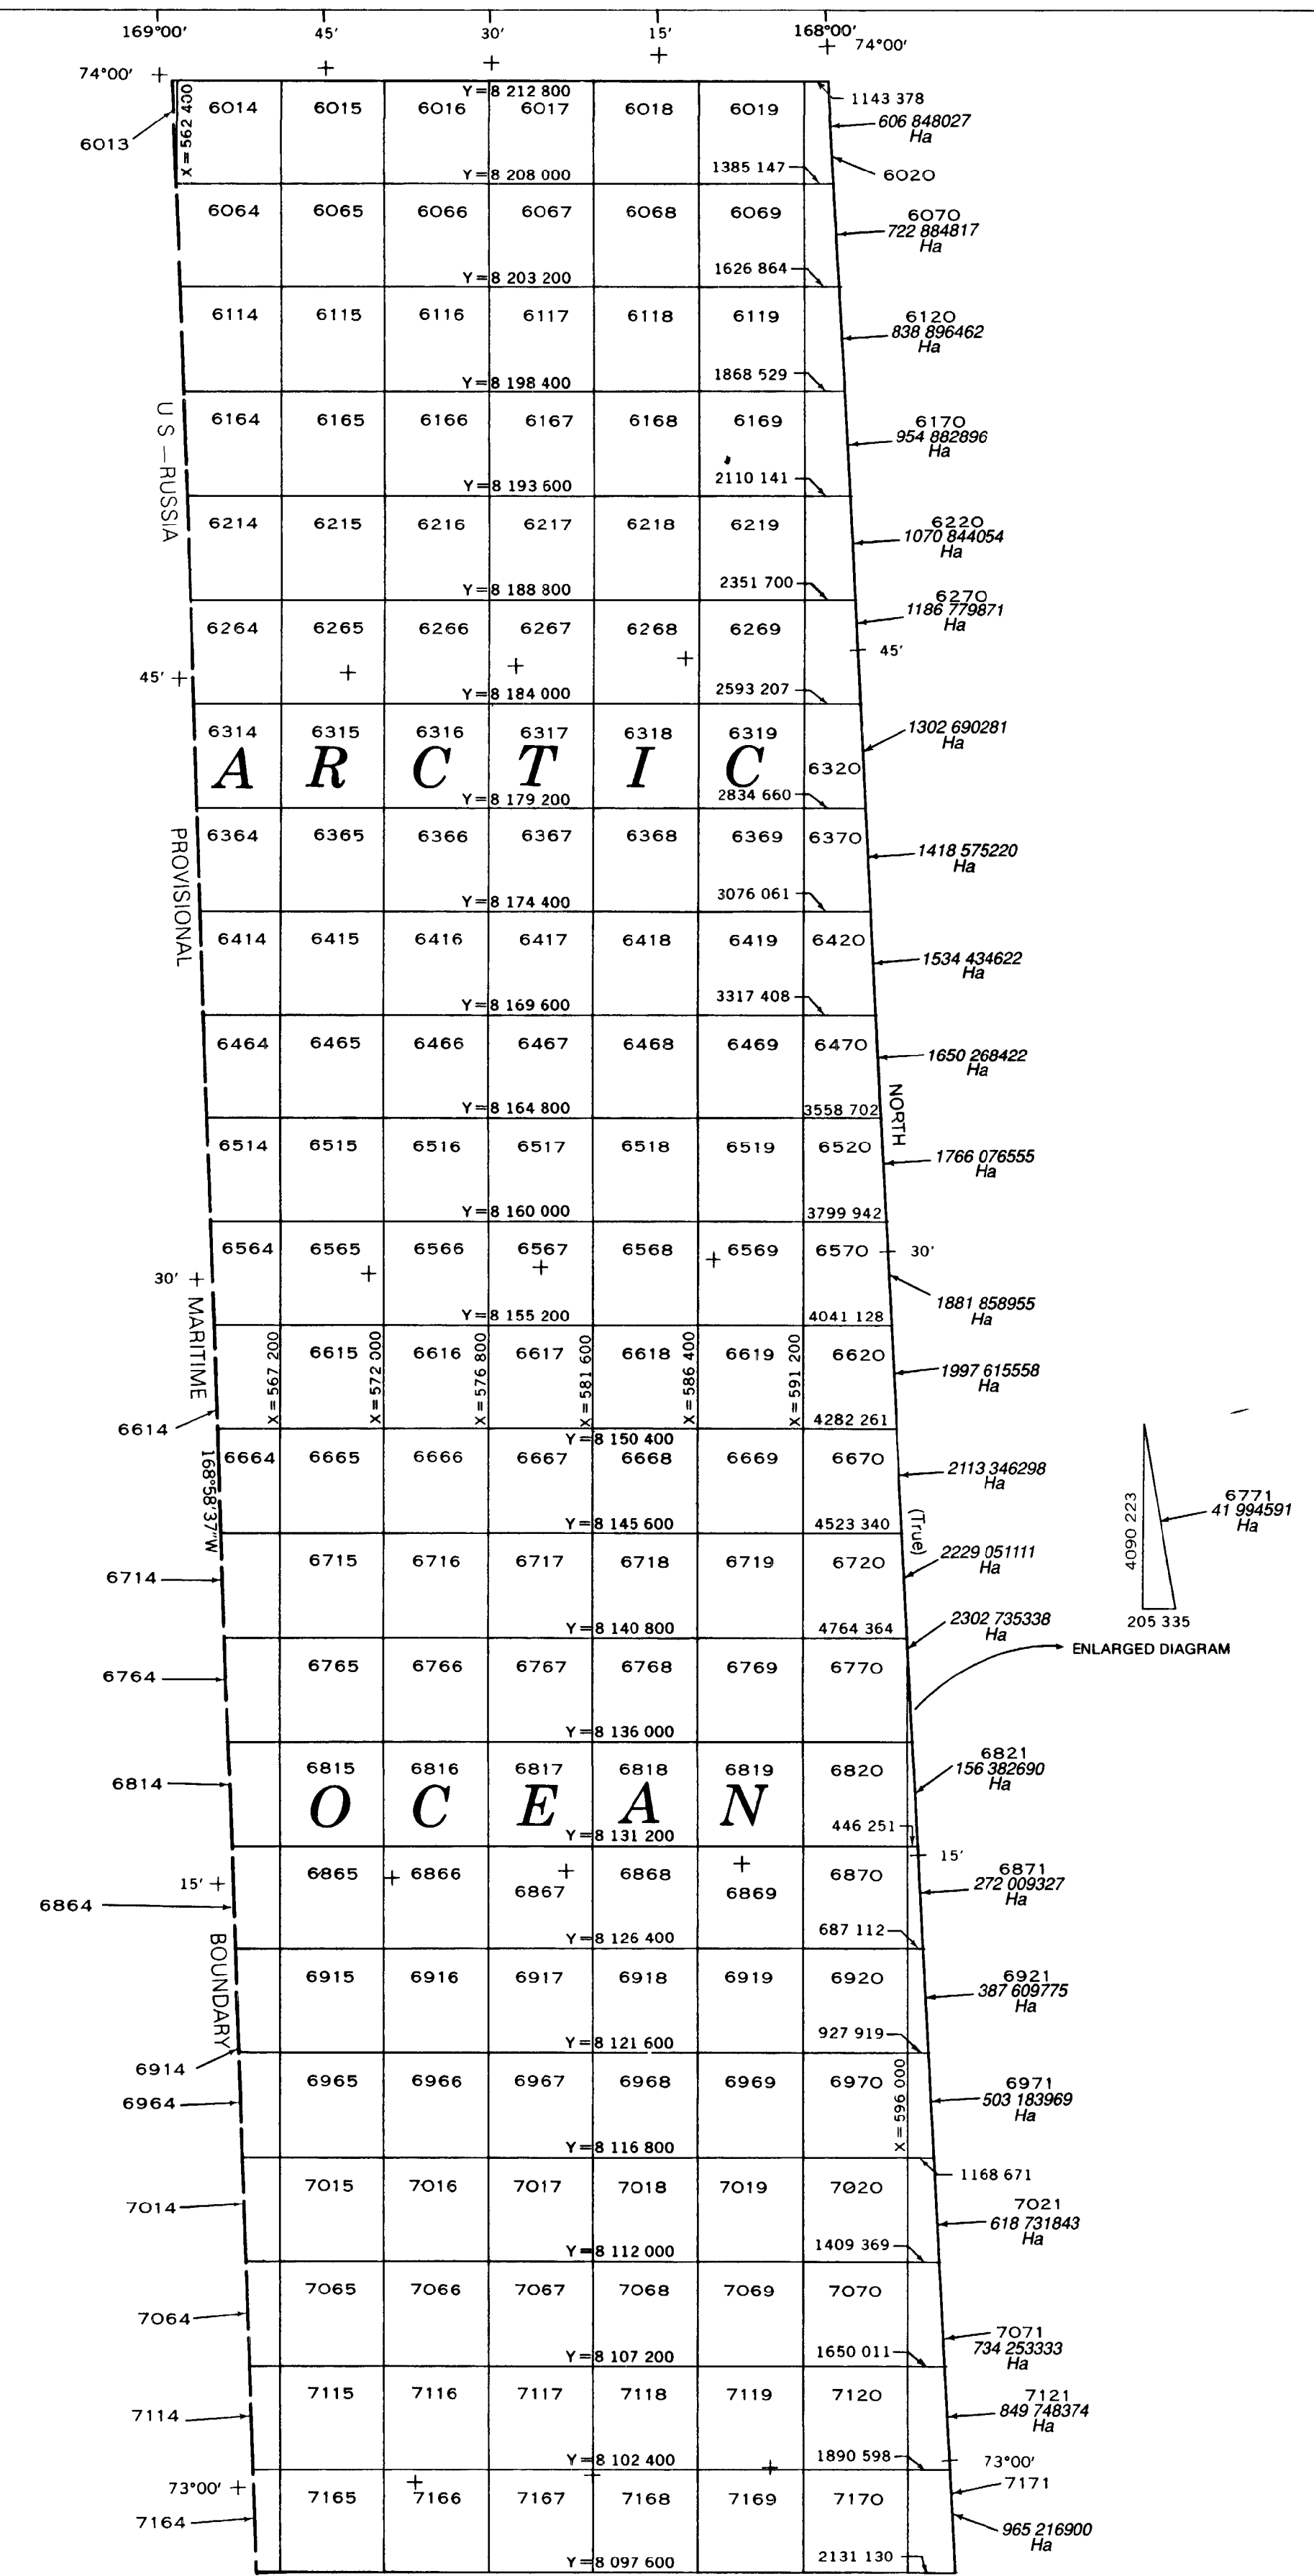 169°00' 45' 30' 15' 168°00'
74°00' 74°00'
X = 562 400
6014 6015 6016 Y = 8 212 800 6017 6018 6019
1143 378
606 848027
Ha
6013
Y = 8 208 000 1385 147 6020
6064 6065 6066 6067 6068 6069
6070
722 884817
Ha
Y = 8 203 200 1626 864
6114 6115 6116 6117 6118 6119
6120
838 896462
Ha
Y = 8 198 400 1868 529
6164 6165 6166 6167 6168 6169
6170
954 882896
Ha
U S – RUSSIA
Y = 8 193 600 2110 141
6214 6215 6216 6217 6218 6219
6220
1070 844054
Ha
Y = 8 188 800 2351 700
6270
1186 779871
Ha
6264 6265 6266 6267 6268 6269
45' 45'
Y = 8 184 000 2593 207
6314 6315 6316 6317 6318 6319
1302 690281
Ha
A R C T I C 6320
Y = 8 179 200 2834 660
6364 6365 6366 6367 6368 6369 6370
1418 575220
Ha
PROVISIONAL
Y = 8 174 400 3076 061
6414 6415 6416 6417 6418 6419 6420
1534 434622
Ha
Y = 8 169 600 3317 408
6464 6465 6466 6467 6468 6469 6470
1650 268422
Ha
Y = 8 164 800 3558 702
NORTH
6514 6515 6516 6517 6518 6519 6520
1766 076555
Ha
Y = 8 160 000 3799 942
6564 6565 6566 6567 6568 6569 6570
30' 30'
1881 858955
Ha
Y = 8 155 200 4041 128
MARITIME
6615 6616 6617 6618 6619 6620
X = 567 200 X = 572 000 X = 576 800 X = 581 600 X = 586 400 X = 591 200
1997 615558
Ha
6614
4282 261
Y = 8 150 400
6664 6665 6666 6667 6668 6669 6670
2113 346298
Ha
168°58'37"W
Y = 8 145 600 4523 340
(True)
6715 6716 6717 6718 6719 6720
2229 051111
Ha
6714
Y = 8 140 800 4764 364
2302 735338
Ha
6771
41 994591
Ha
4090 223
205 335
ENLARGED DIAGRAM
6764 6765 6766 6767 6768 6769 6770
Y = 8 136 000
6815 6816 6817 6818 6819 6820
6821
156 382690
Ha
6814
O C E A N
Y = 8 131 200 446 251
15' 15'
6865 6866 6867 6868 6869 6870
6871
272 009327
Ha
6864
Y = 8 126 400 687 112
BOUNDARY
6915 6916 6917 6918 6919 6920
6921
387 609775
Ha
Y = 8 121 600 927 919
6914
6964 6965 6966 6967 6968 6969 6970
X = 596 000
6971
503 183969
Ha
Y = 8 116 800
1168 671
7014 7015 7016 7017 7018 7019 7020
7021
618 731843
Ha
Y = 8 112 000 1409 369
7064 7065 7066 7067 7068 7069 7070
7071
734 253333
Ha
Y = 8 107 200 1650 011
7114 7115 7116 7117 7118 7119 7120
7121
849 748374
Ha
Y = 8 102 400 1890 598
73°00' 73°00'
7171
7164 7165 7166 7167 7168 7169 7170
965 216900
Ha
Y = 8 097 600 2131 130